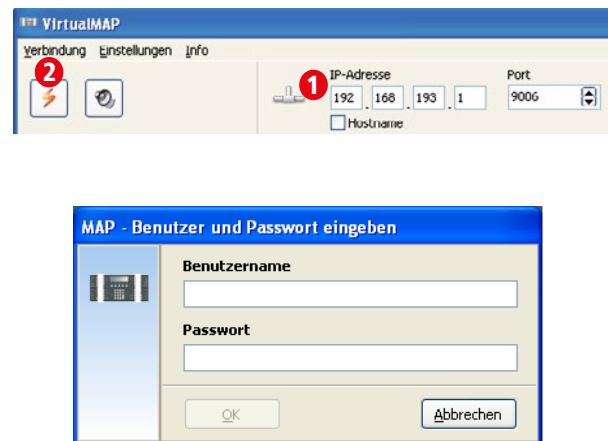 VirtualMAP
Verbindung Einstellungen Info
2
1
IP-Adresse Port
192 . 168 . 193 . 1 9006
Hostname
MAP - Benutzer und Passwort eingeben
Benutzername
Passwort
OK Abbrechen